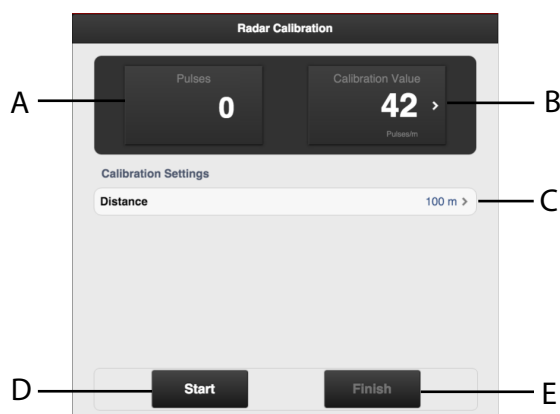 Radar Calibration
Pulses
0
Calibration Value
42
Pulses/m
A
B
Calibration Settings
Distance
100 m
C
D
Start
Finish
E